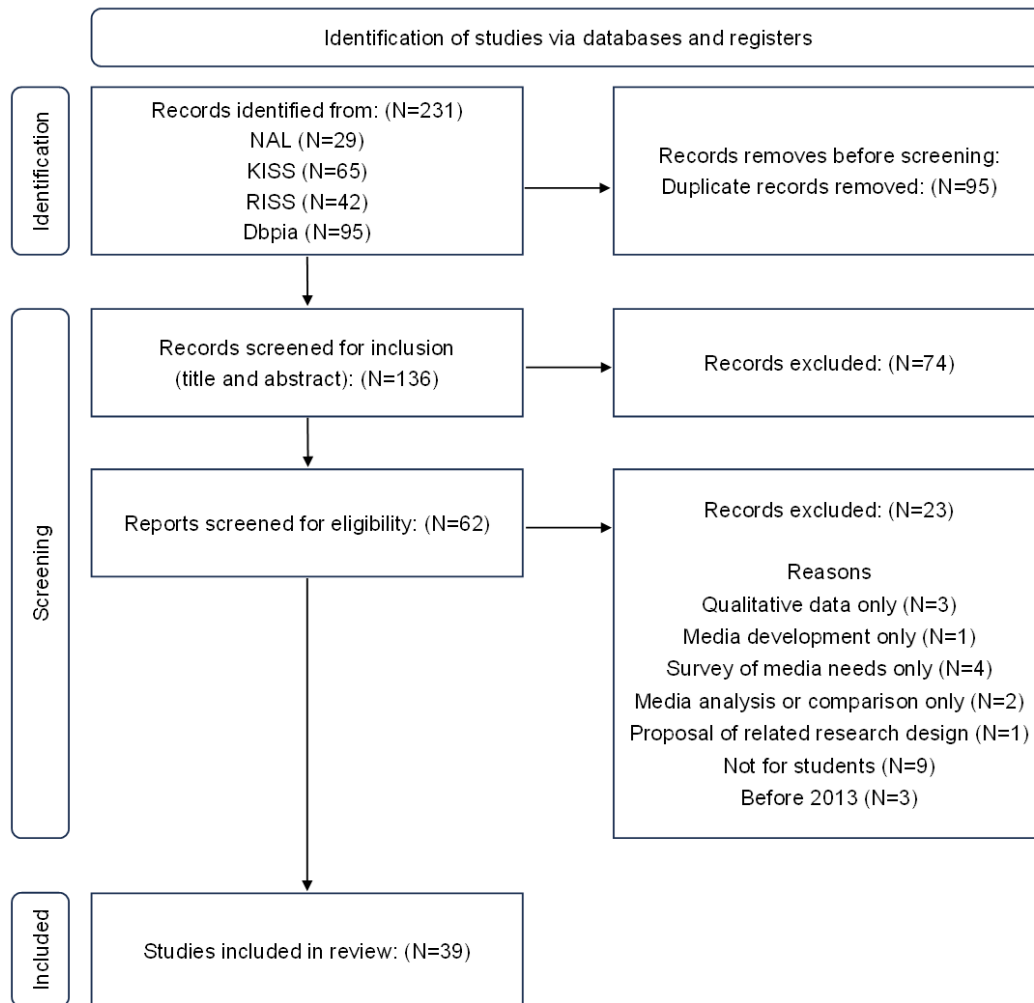 Identification of studies via databases and registers
Identification
Records identified from: (N=231)
NAL (N=29)
KISS (N=65)
RISS (N=42)
Dbpia (N=95)
Records removes before screening:
Duplicate records removed: (N=95)
Screening
Records screened for inclusion
(title and abstract): (N=136)
Records excluded: (N=74)
Reports screened for eligibility: (N=62)
Records excluded: (N=23)
Reasons
Qualitative data only (N=3)
Media development only (N=1)
Survey of media needs only (N=4)
Media analysis or comparison only (N=2)
Proposal of related research design (N=1)
Not for students (N=9)
Before 2013 (N=3)
Included
Studies included in review: (N=39)